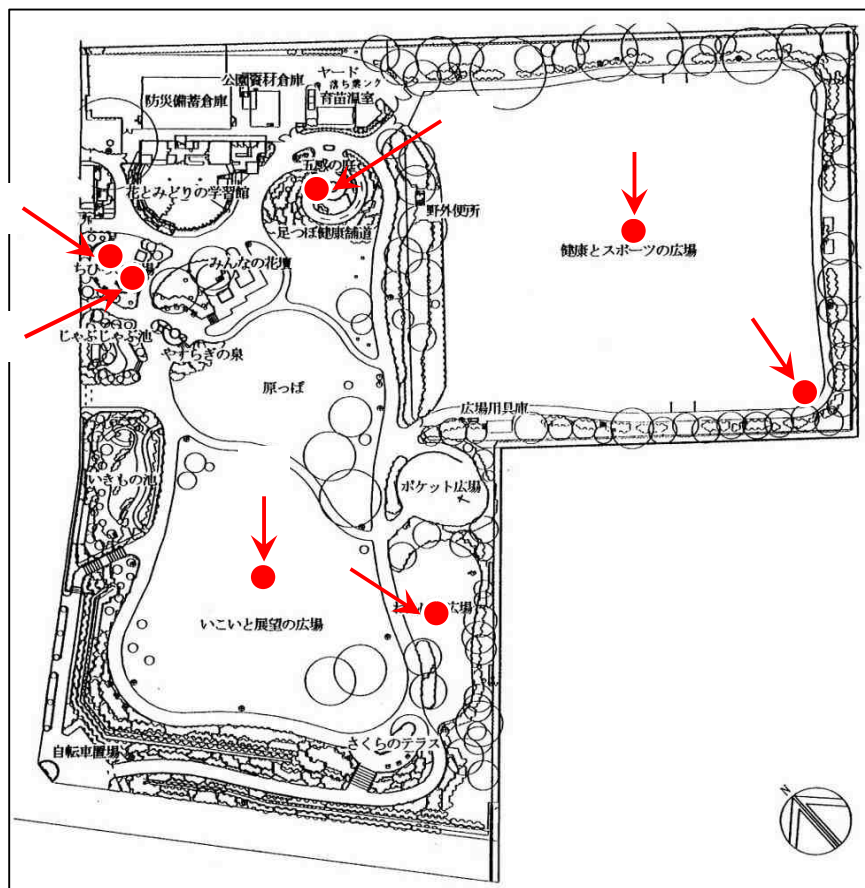 公園資材倉庫
ヤード
落ち葉ンク
防災備蓄倉庫
育苗温室
五感の庭
花とみどりの学習館
野外便所
足つぼ健康舗道
健康とスポーツの広場
みんなの花壇
じゃぶじゃぶ池
やすらぎの泉
原っぱ
広場用具庫
いきもの池
ポケット広場
いこいと展望の広場
さくらのテラス
自転車置場
N